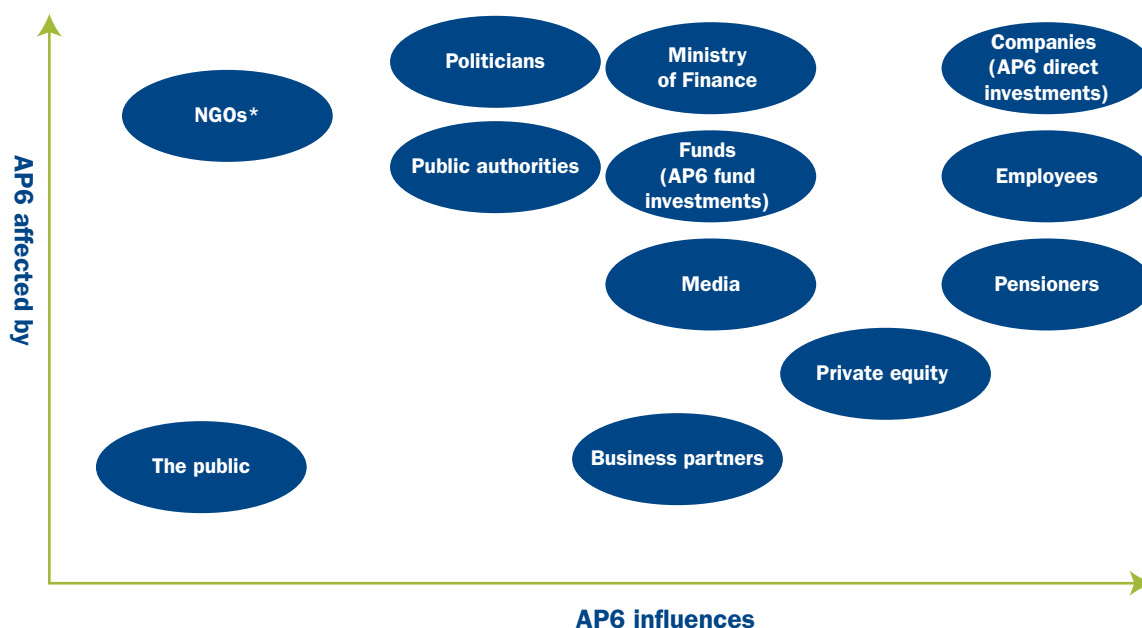 Politicians
Ministry
of Finance
Companies
(AP6 direct
investments)
NGOs*
Public authorities
Funds
(AP6 fund
investments)
Employees
Media
Pensioners
Private equity
The public
Business partners
AP6 affected by
AP6 influences